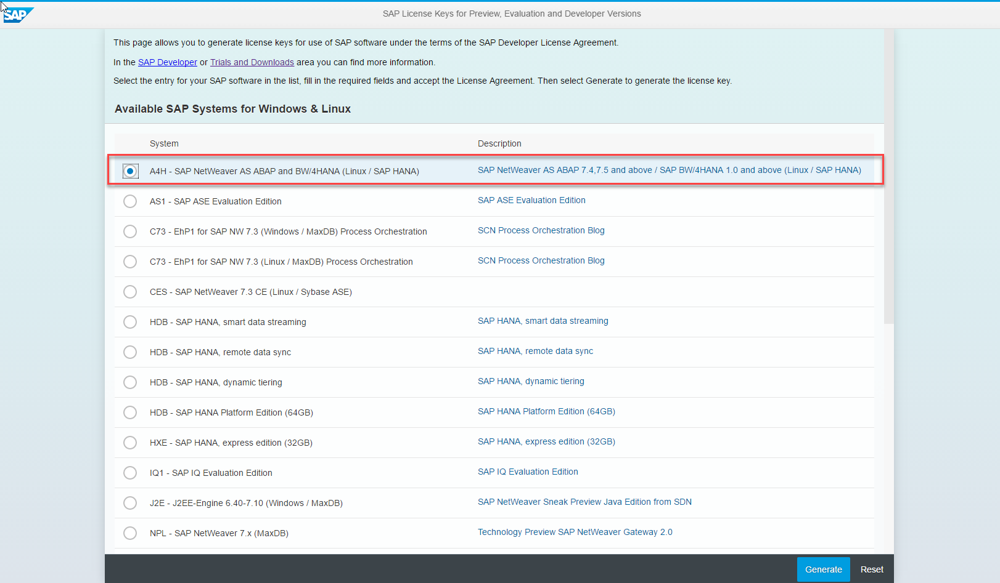 SAP
SAP License Keys for Preview, Evaluation and Developer Versions
This page allows you to generate license keys for use of SAP software under the terms of the SAP Developer License Agreement.
In the SAP Developer or Trials and Downloads area you can find more information.
Select the entry for your SAP software in the list, fill in the required fields and accept the License Agreement. Then select Generate to generate the license key.
Available SAP Systems for Windows & Linux
System Description
A4H - SAP NetWeaver AS ABAP and BW/4HANA (Linux / SAP HANA) SAP NetWeaver AS ABAP 7.4,7.5 and above / SAP BW/4HANA 1.0 and above (Linux / SAP HANA)
AS1 - SAP ASE Evaluation Edition SAP ASE Evaluation Edition
C73 - EhP1 for SAP NW 7.3 (Windows / MaxDB) Process Orchestration SCN Process Orchestration Blog
C73 - EhP1 for SAP NW 7.3 (Linux / MaxDB) Process Orchestration SCN Process Orchestration Blog
CES - SAP NetWeaver 7.3 CE (Linux / Sybase ASE)
HDB - SAP HANA, smart data streaming SAP HANA, smart data streaming
HDB - SAP HANA, remote data sync SAP HANA, remote data sync
HDB - SAP HANA, dynamic tiering SAP HANA, dynamic tiering
HDB - SAP HANA Platform Edition (64GB) SAP HANA Platform Edition (64GB)
HXE - SAP HANA, express edition (32GB) SAP HANA, express edition (32GB)
IQ1 - SAP IQ Evaluation Edition SAP IQ Evaluation Edition
J2E - J2EE-Engine 6.40-7.10 (Windows / MaxDB) SAP NetWeaver Sneak Preview Java Edition from SDN
NPL - SAP NetWeaver 7.x (MaxDB) Technology Preview SAP NetWeaver Gateway 2.0
Generate Reset